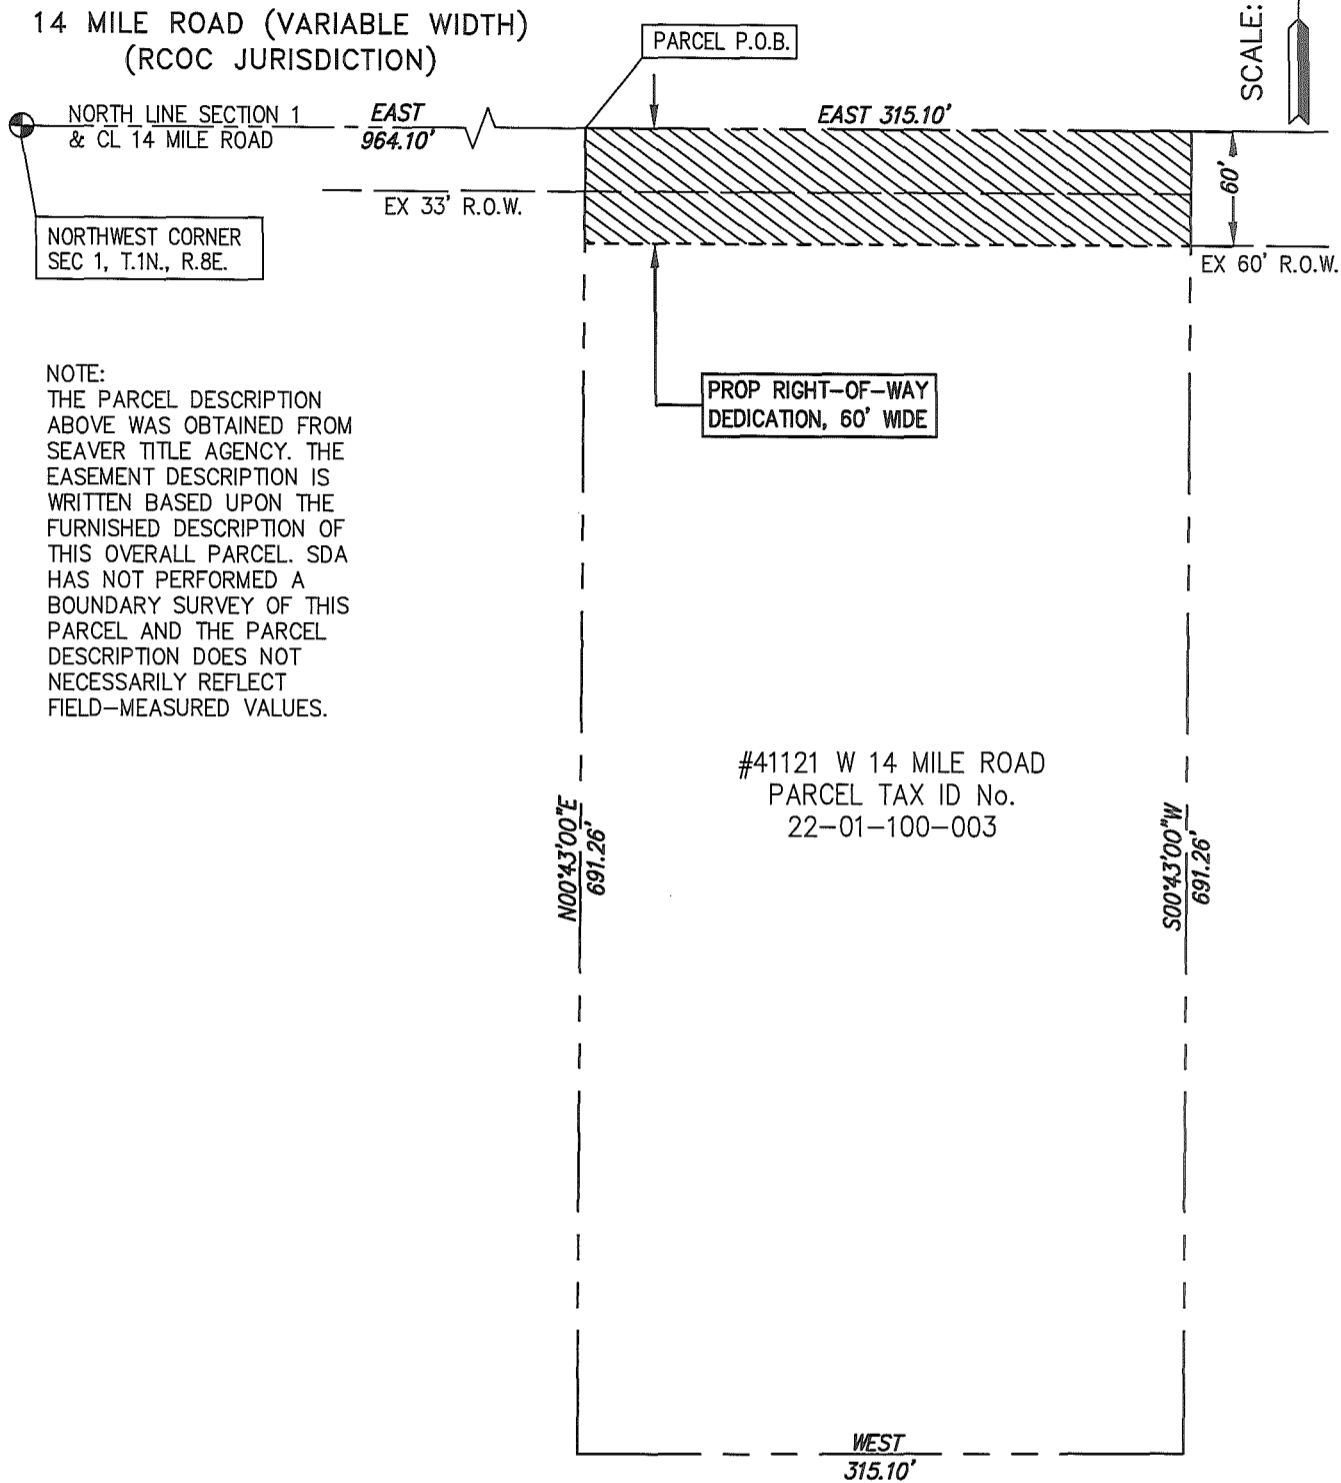 14 MILE ROAD (VARIABLE WIDTH)
(RCOC JURISDICTION)
SCALE:
PARCEL P.O.B.
NORTH LINE SECTION 1
& CL 14 MILE ROAD
EAST
964.10'
EAST 315.10'
60'
EX 33' R.O.W.
NORTHWEST CORNER
SEC 1, T.1N., R.8E.
EX 60' R.O.W.
PROP RIGHT-OF-WAY
DEDICATION, 60' WIDE
NOTE:
THE PARCEL DESCRIPTION
ABOVE WAS OBTAINED FROM
SEAVER TITLE AGENCY. THE
EASEMENT DESCRIPTION IS
WRITTEN BASED UPON THE
FURNISHED DESCRIPTION OF
THIS OVERALL PARCEL. SDA
HAS NOT PERFORMED A
BOUNDARY SURVEY OF THIS
PARCEL AND THE PARCEL
DESCRIPTION DOES NOT
NECESSARILY REFLECT
FIELD-MEASURED VALUES.
#41121 W 14 MILE ROAD
PARCEL TAX ID No.
22-01-100-003
N00°43'00"E
691.26'
S00°43'00"W
691.26'
WEST
315.10'